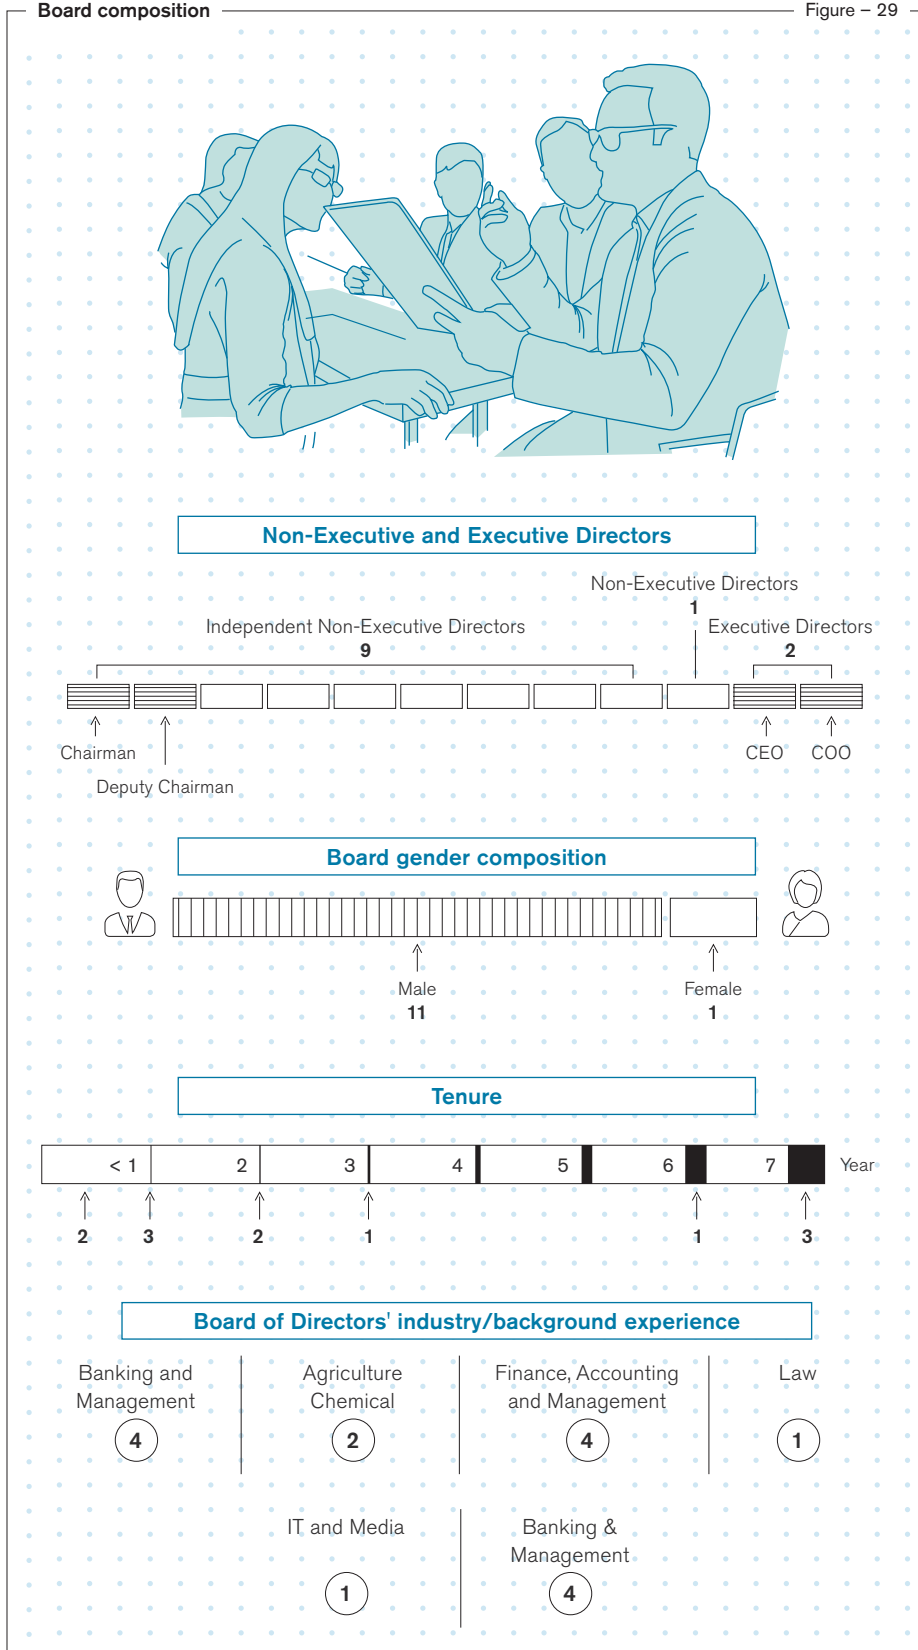 Board composition
Figure – 29
Non-Executive and Executive Directors
Non-Executive Directors
1
Independent Non-Executive Directors
9
Executive Directors
2
Chairman
Deputy Chairman
CEO
COO
Board gender composition
Male
11
Female
1
Tenure
< 1 2 3 4 5 6 7 Year
2 3 2 1 1 3
Board of Directors' industry/background experience
Banking and
Management
4
Agriculture
Chemical
2
Finance, Accounting
and Management
4
Law
1
IT and Media
1
Banking &
Management
4